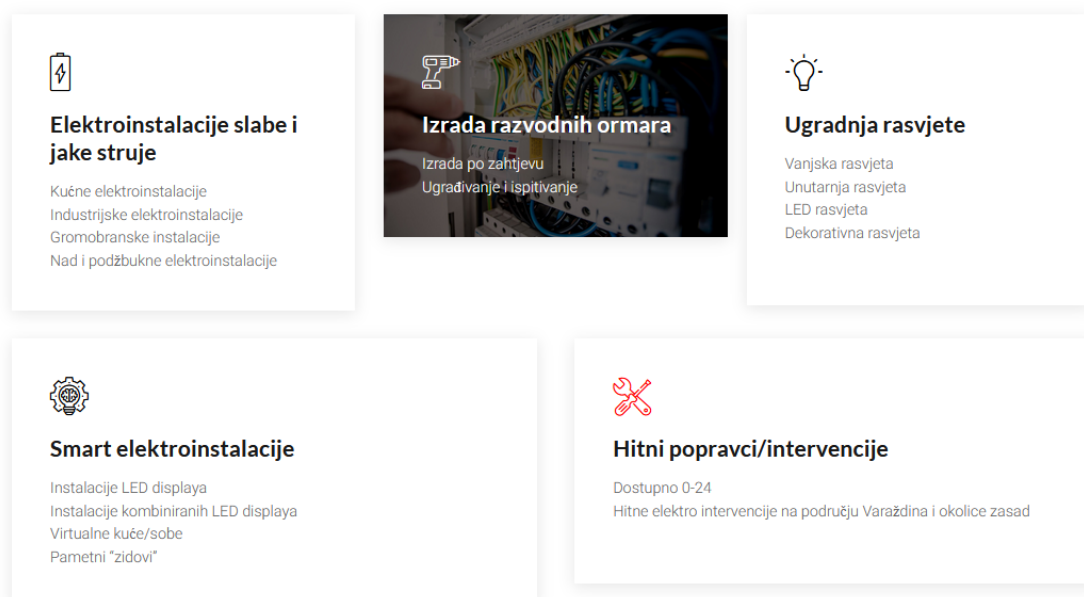 Elektroinstalacije slabe i
jake struje
Kućne elektroinstalacije
Industrijske elektroinstalacije
Gromobranske instalacije
Nad i podžbukne elektroinstalacije
Izrada razvodnih ormara
Izrada po zahtjevu
Ugrađivanje i ispitivanje
Ugradnja rasvjete
Vanjska rasvjeta
Unutarnja rasvjeta
LED rasvjeta
Dekorativna rasvjeta
Smart elektroinstalacije
Instalacije LED displaya
Instalacije kombiniranih LED displaya
Virtualne kuće/sobe
Pametni “zidovi”
Hitni popravci/intervencije
Dostupno 0-24
Hitne elektro intervencije na području Varaždina i okolice zasad